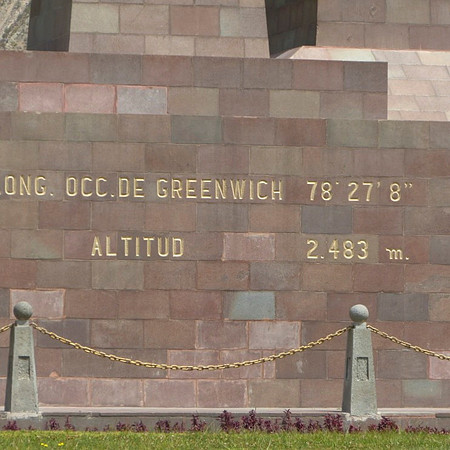 ONG. OCC. DE GREENWICH 78° 27' 8"
ALTITUD 2.483 m.